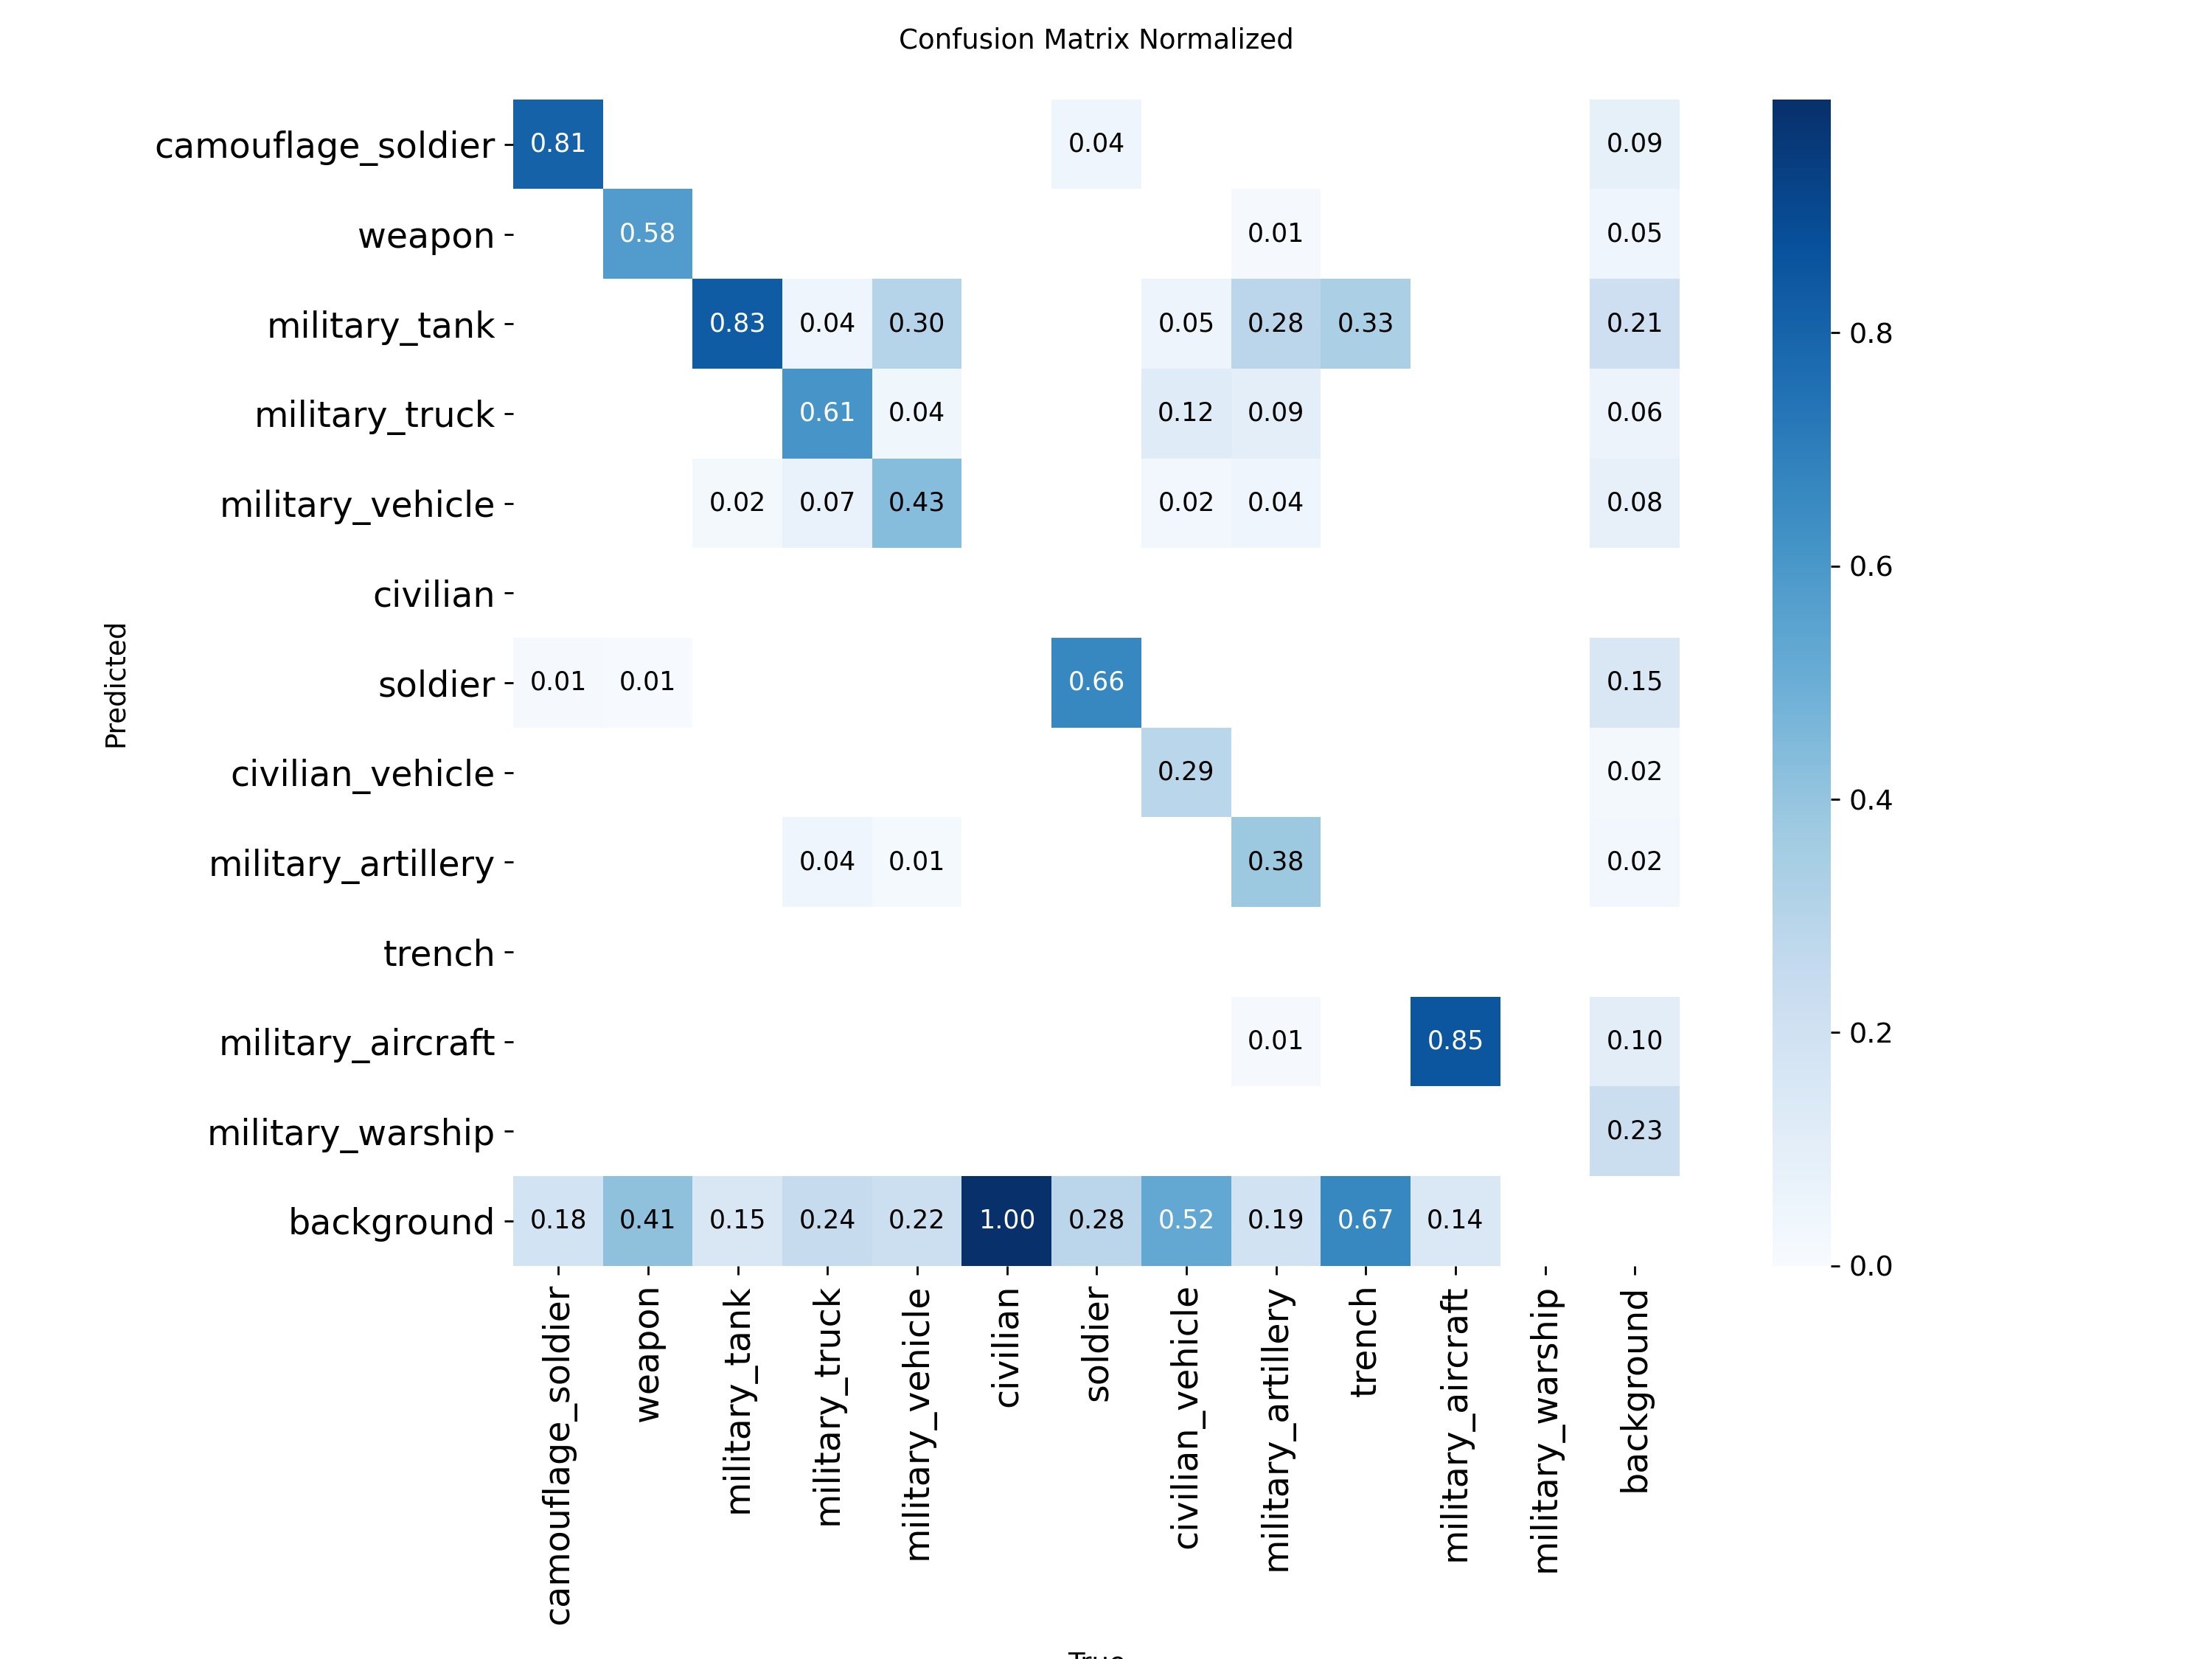 Confusion Matrix Normalized
camouflage_soldier 0.81 0.04 0.09
weapon 0.58 0.01 0.05
military_tank 0.83 0.04 0.30 0.05 0.28 0.33 0.21
0.8
military_truck 0.61 0.04 0.12 0.09 0.06
military_vehicle 0.02 0.07 0.43 0.02 0.04 0.08
0.6
civilian
Predicted
soldier 0.01 0.01 0.66 0.15
civilian_vehicle 0.29 0.02
0.4
military_artillery 0.04 0.01 0.38 0.02
trench
military_aircraft 0.01 0.85 0.10
0.2
military_warship 0.23
background 0.18 0.41 0.15 0.24 0.22 1.00 0.28 0.52 0.19 0.67 0.14
0.0
camouflage_soldier
weapon
military_tank
military_truck
military_vehicle
civilian
soldier
civilian_vehicle
military_artillery
trench
military_aircraft
military_warship
background
True